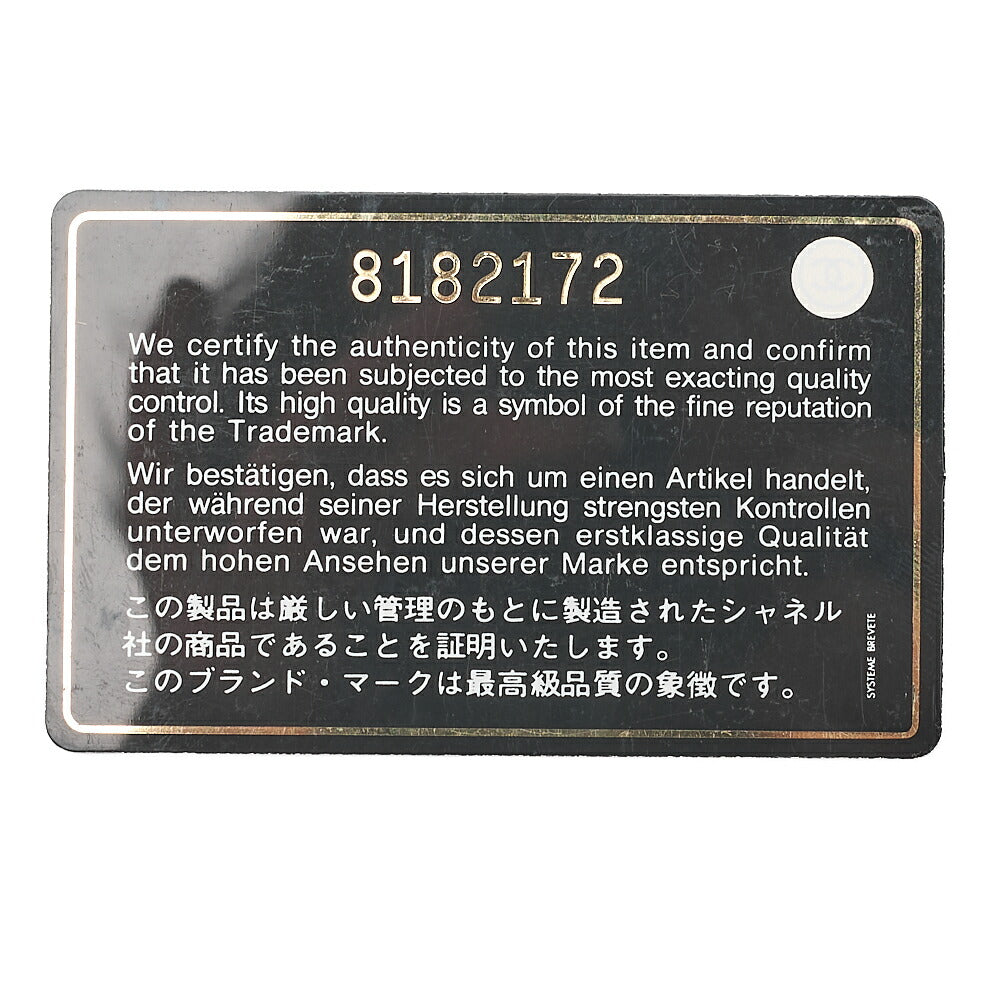 8182172
We certify the authenticity of this item and confirm
that it has been subjected to the most exacting quality
control. Its high quality is a symbol of the fine reputation
of the Trademark.
Wir bestätigen, dass es sich um einen Artikel handelt,
der während seiner Herstellung strengsten Kontrollen
unterworfen war, und dessen erstklassige Qualität
dem hohen Ansehen unserer Marke entspricht.
この製品は厳しい管理のもとに製造されたシャネル
社の商品であることを証明いたします。
このブランド・マークは最高級品質の象徴です。
SYSTEME BREVETE